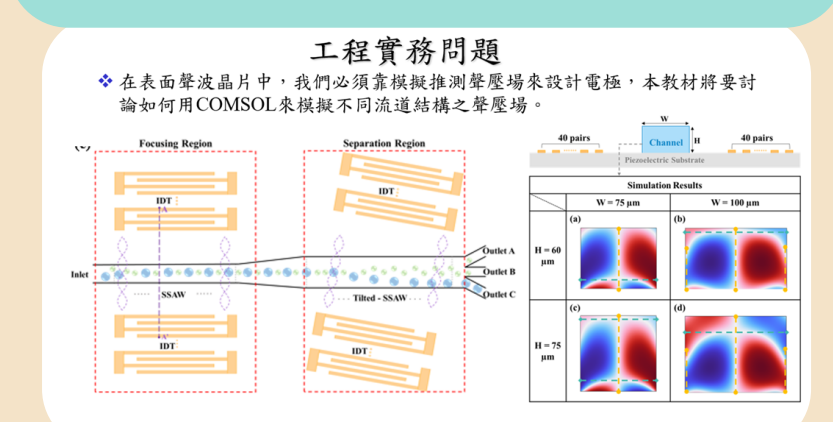 工程實務問題
❖ 在表面聲波晶片中，我們必須靠模擬推測聲壓場來設計電極，本教材將要討
論如何用COMSOL來模擬不同流道結構之聲壓場。
Focusing Region
Separation Region
IDT
A
IDT
Inlet
SSAW
Tilted - SSAW
Outlet A
Outlet B
Outlet C
A'
IDT
IDT
W
40 pairs
Channel
H
40 pairs
Piezoelectric Substrate
Simulation Results
W = 75 µm
W = 100 µm
H = 60
µm
(a)
(b)
H = 75
µm
(c)
(d)